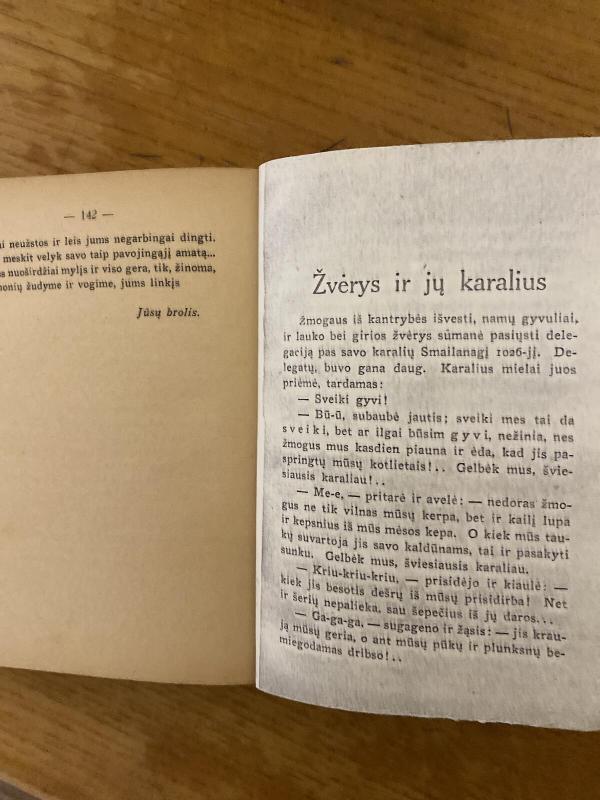 — 142 —
neužstos ir leis jums negarbingai dingti.
meskit velyk savo taip pavojingąjį amatą...
nuoširdžiai mylįs ir viso gera, tik, žinoma,
žudyme ir vogime, jums linkįs
Jūsų brolis.
Žvėrys ir jų karalius
Žmogaus iš kantrybės išvesti, namų gyvuliai,
ir lauko bei girios žvėrys sūmanė pasiųsti dele-
gaciją pas savo karalių Smailanagį 1026-jį. De-
legatų, buvo gana daug. Karalius mielai juos
priėmė, tardamas:
— Sveiki gyvi!
— Bū-ū, subaubė jautis; sveiki mes tai da
sveiki, bet ar ilgai būsim gyvi, nežinia, nes
žmogus mus kasdien piauna ir ėda, kad jis pa-
springtų mūsų kotlietais!.. Gelbėk mus, švie-
siausis karaliau!..
— Me-e, — pritarė ir avelė; — nedoras žmo-
gus ne tik vilnas mūsų kerpa, bet ir kailį lupa
ir kepsnius iš mūs mėsos kepa. O kiek mūs tau-
kų suvartoja jis savo kaldūnams, tai ir pasakyti
sunku. Gelbėk mus, šviesiausis karaliau.
— Kriu-kriu-kriu, — prisidėjo ir kiaulė: —
kiek jis besotis dešrų iš mūsų prisidirba! Net
ir šerių nepalieka, sau šepečius iš jų daros...
— Ga-ga-ga, — sugageno ir žąsis: — jis krau-
ją mūsų geria, o ant mūsų pūkų ir plunksnų be-
miegodamas dribso!..